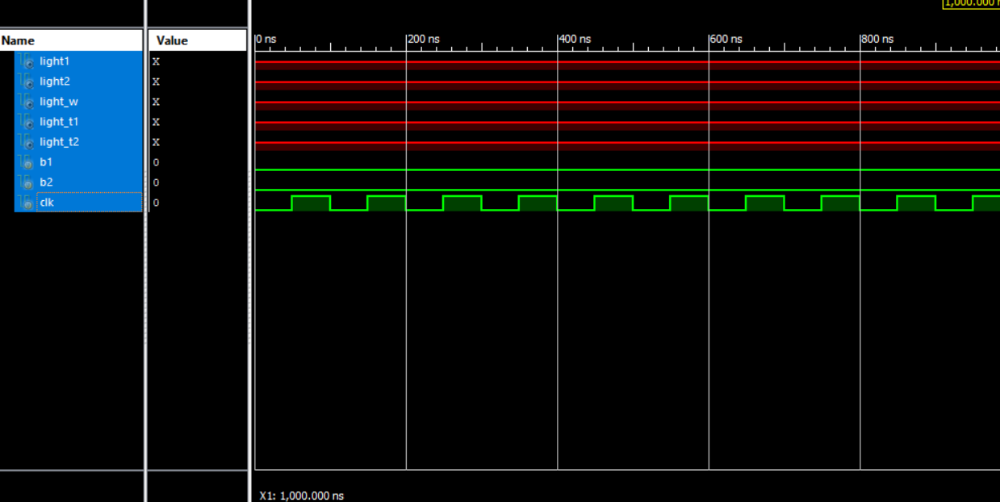 1,000.000 n
Name Value 0 ns 200 ns 400 ns 600 ns 800 ns
light1 X
light2 X
light_w X
light_t1 X
light_t2 X
b1 0
b2 0
clk 0
X1: 1,000.000 ns